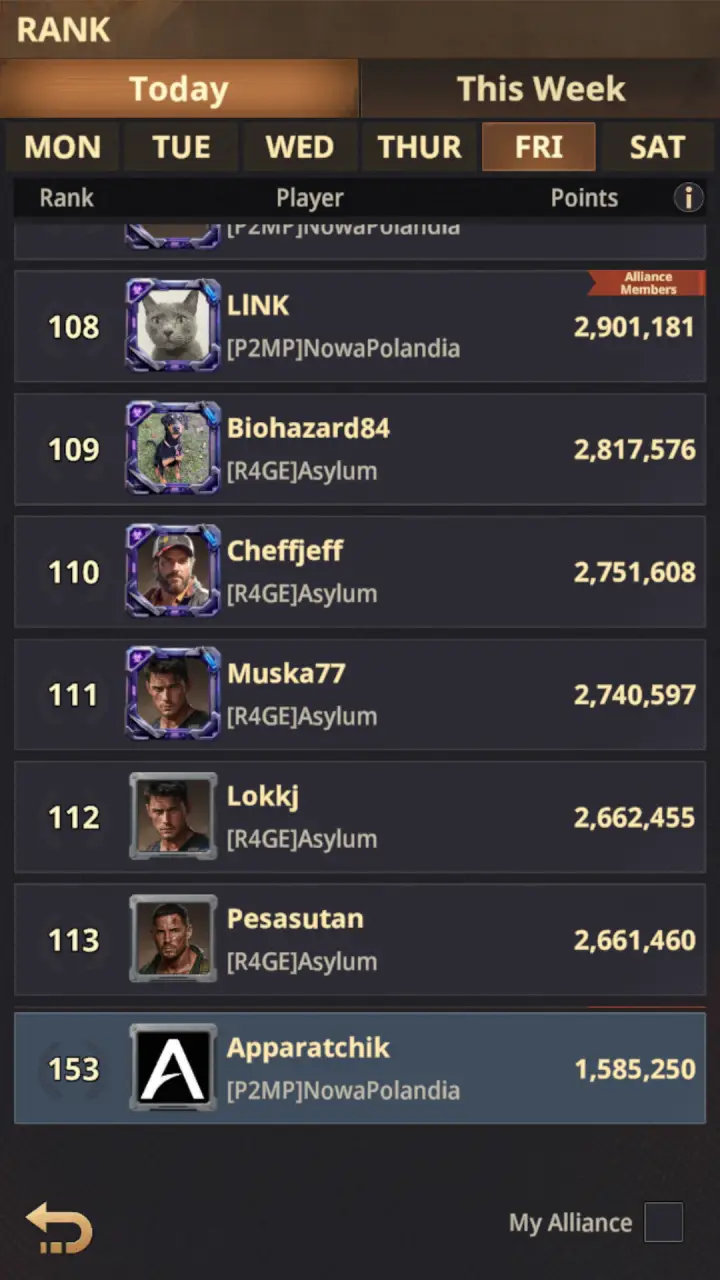 RANK
Today This Week
MON TUE WED THUR FRI SAT
Rank Player Points
[P2MP]NowaPolandia
Alliance
Members
108 LlNK 2,901,181
[P2MP]NowaPolandia
109 Biohazard84 2,817,576
[R4GE]Asylum
110 Cheffjeff 2,751,608
[R4GE]Asylum
111 Muska77 2,740,597
[R4GE]Asylum
112 Lokkj 2,662,455
[R4GE]Asylum
113 Pesasutan 2,661,460
[R4GE]Asylum
153 Apparatchik 1,585,250
[P2MP]NowaPolandia
My Alliance